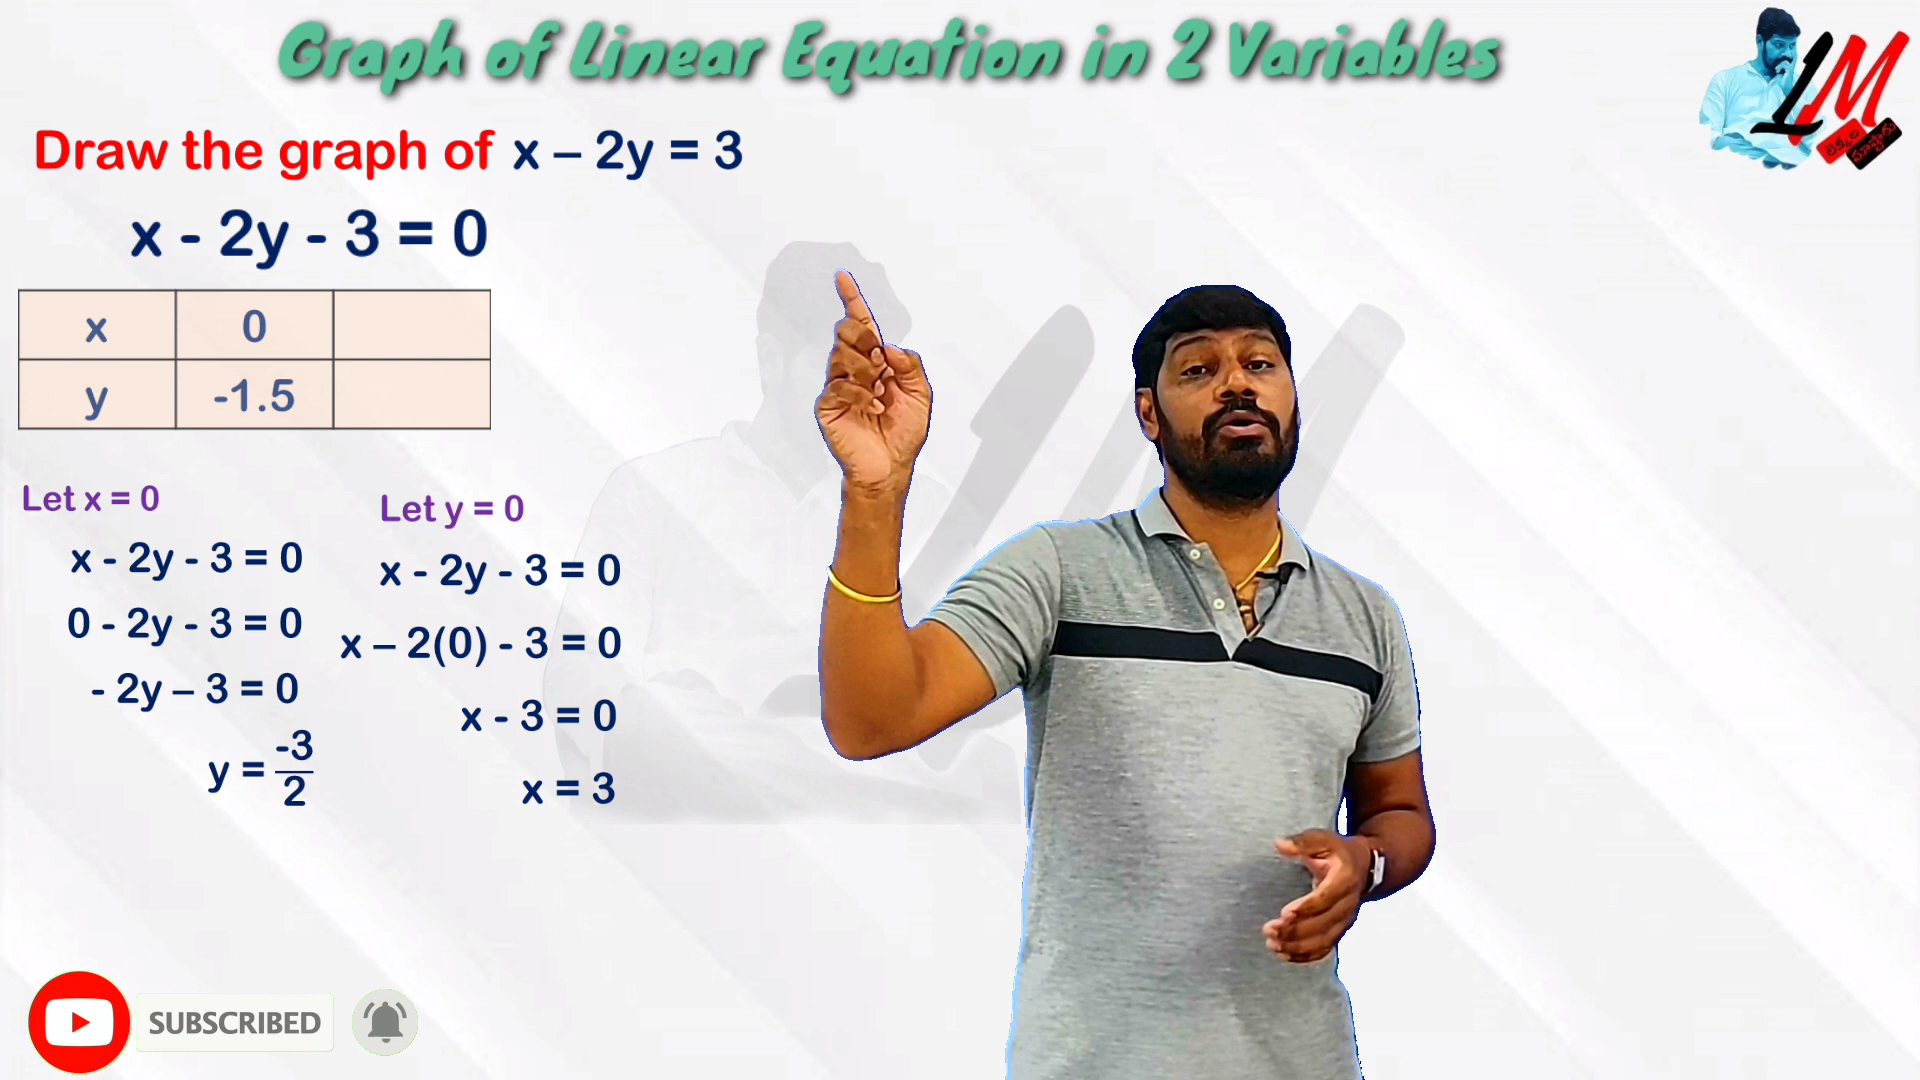 Graph of Linear Equation in 2 Variables
LM
Draw the graph of x – 2y = 3
x - 2y - 3 = 0
x 0
y -1.5
Let x = 0
x - 2y - 3 = 0
0 - 2y - 3 = 0
- 2y – 3 = 0
y = -3/2
Let y = 0
x - 2y - 3 = 0
x – 2(0) - 3 = 0
x - 3 = 0
x = 3
SUBSCRIBED